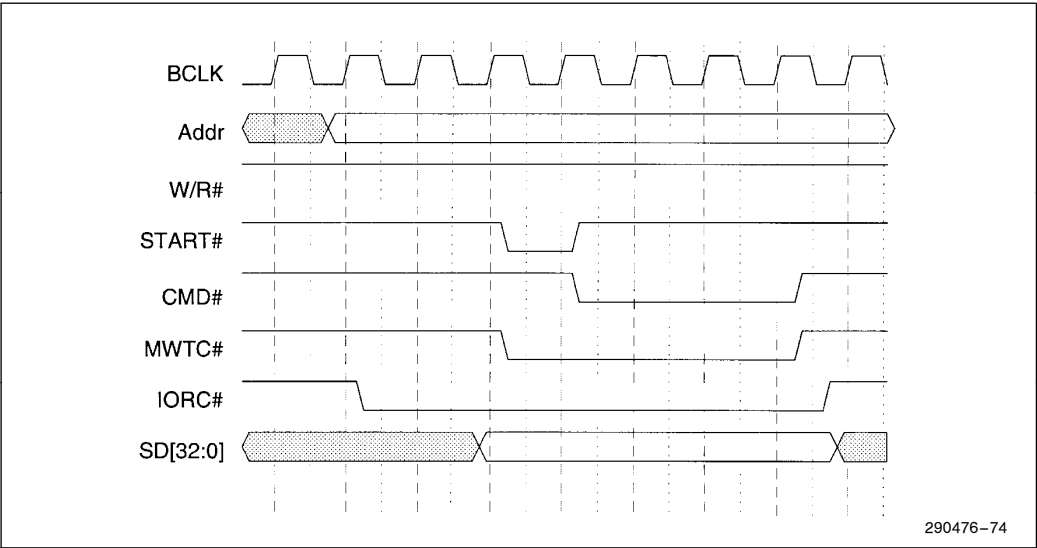 BCLK
Addr
W/R#
START#
CMD#
MWTC#
IORC#
SD[32:0]
290476-74